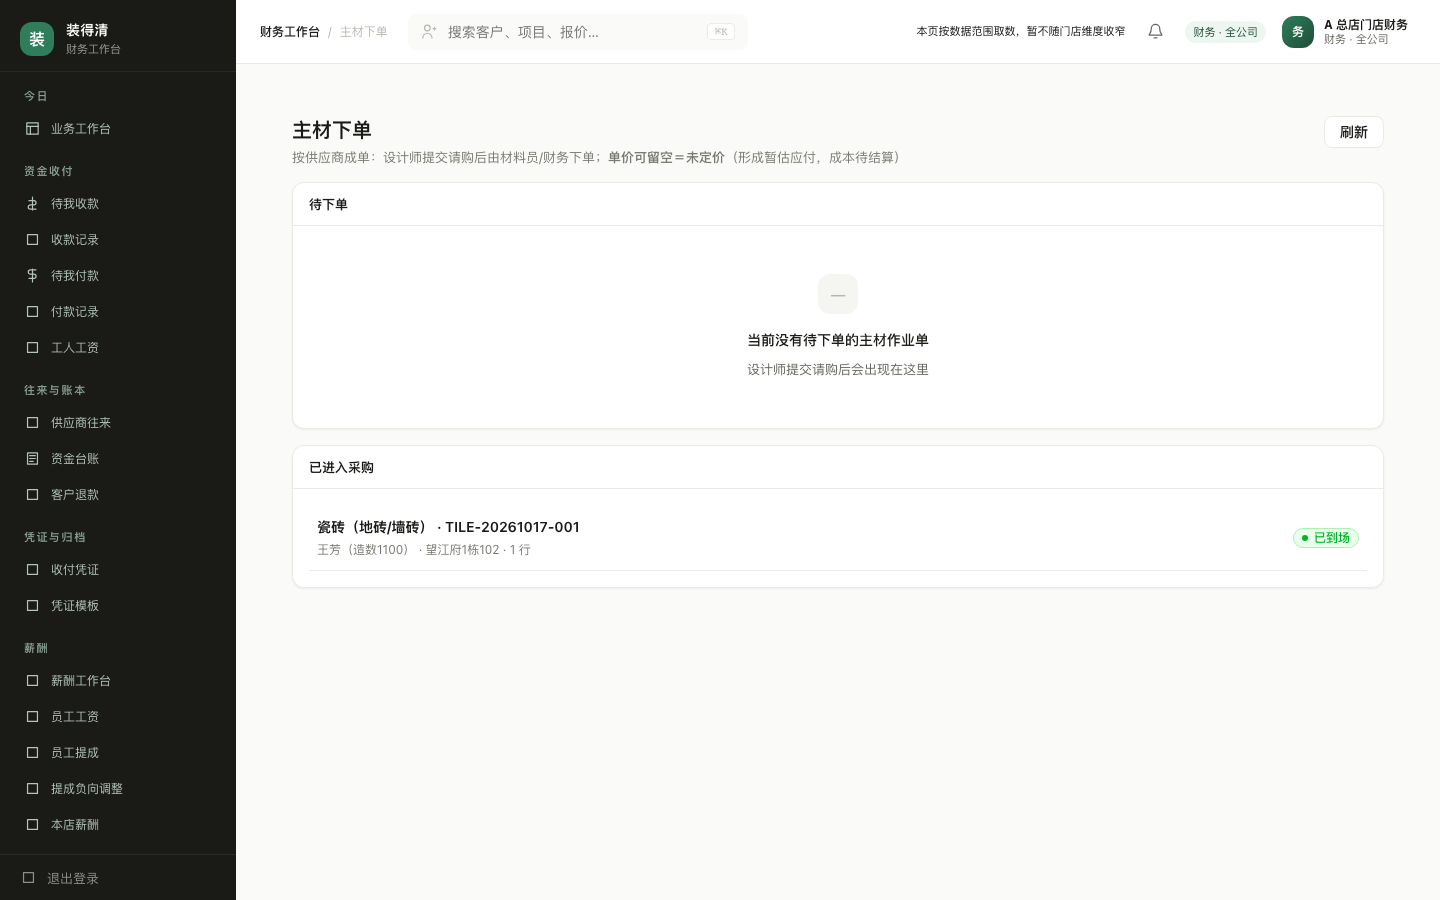 装
装得清
财务工作台
今日
业务工作台
资金收付
待我收款
收款记录
待我付款
付款记录
工人工资
往来与账本
供应商往来
资金台账
客户退款
凭证与归档
收付凭证
凭证模板
薪酬
薪酬工作台
员工工资
员工提成
提成负向调整
本店薪酬
退出登录
财务工作台 / 主材下单
搜索客户、项目、报价...
⌘K
本页按数据范围取数，暂不随门店维度收窄
财务 · 全公司
务
A 总店门店财务
财务 · 全公司
主材下单
刷新
按供应商成单：设计师提交请购后由材料员/财务下单；单价可留空＝未定价（形成暂估应付，成本待结算）
待下单
—
当前没有待下单的主材作业单
设计师提交请购后会出现在这里
已进入采购
瓷砖（地砖/墙砖） · TILE-20261017-001
王芳（造数1100） · 望江府1栋102 · 1 行
已到场